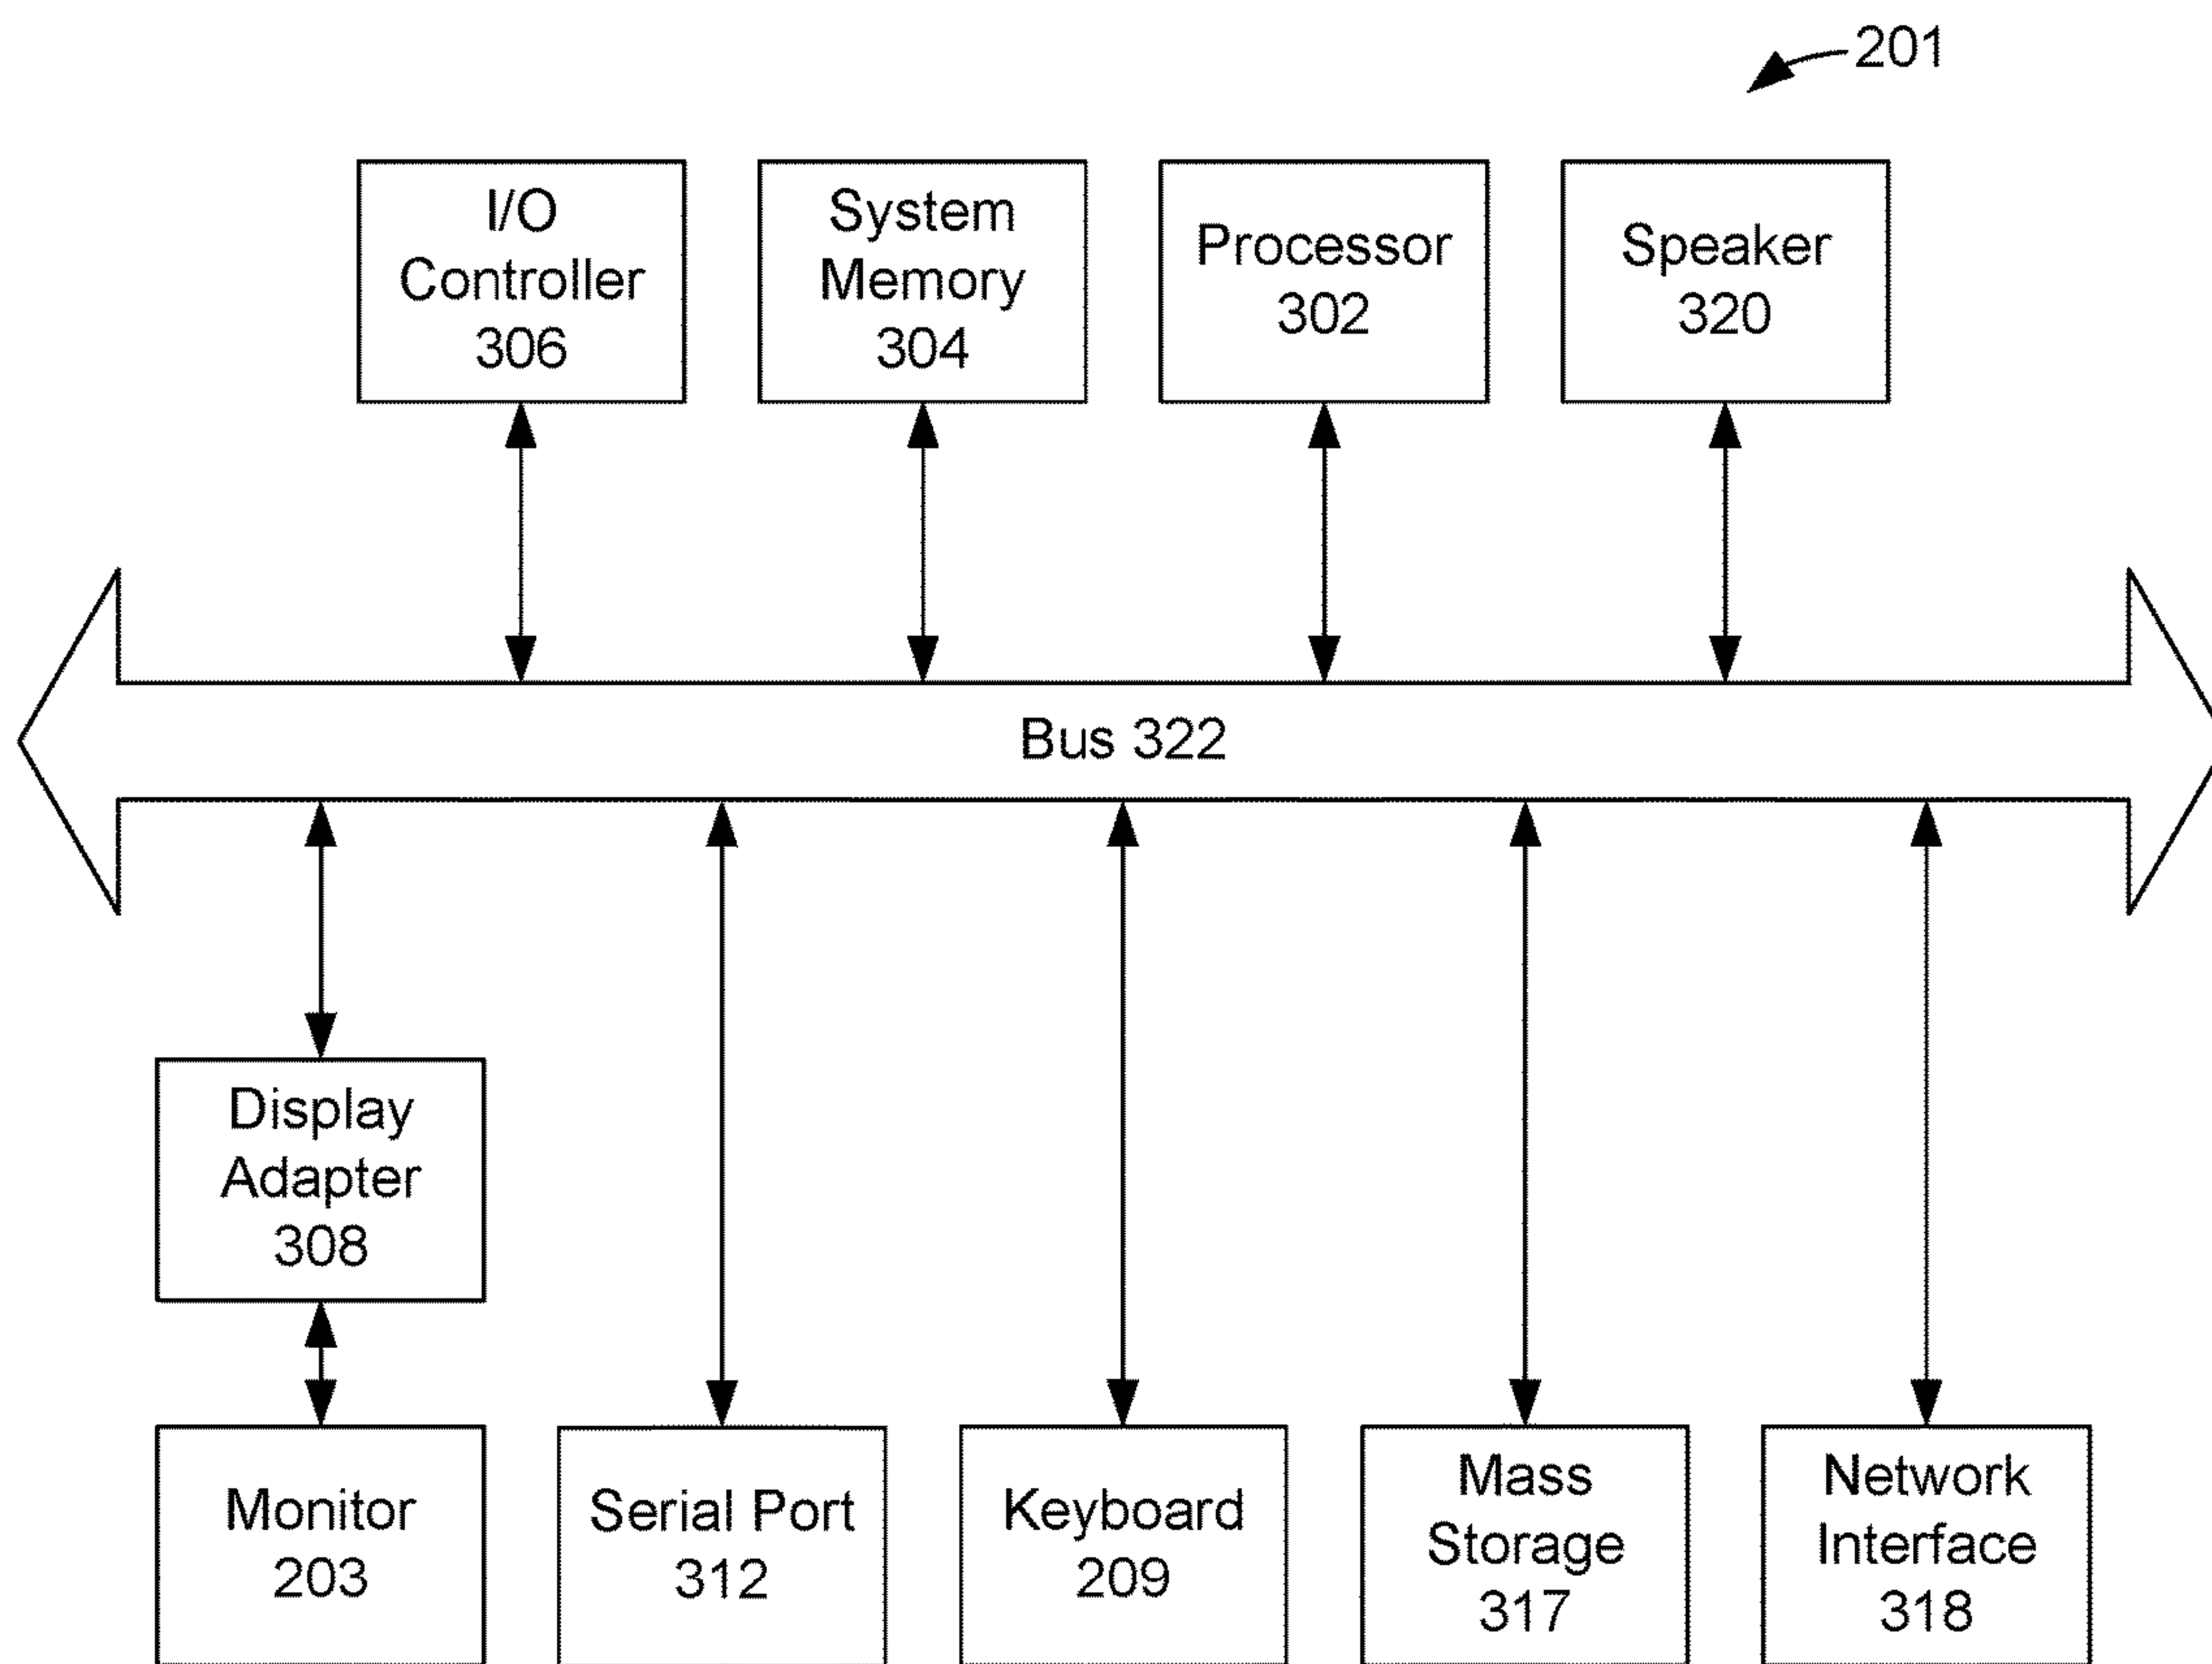 201
I/O
Controller
306
System
Memory
304
Processor
302
Speaker
320
Bus 322
Display
Adapter
308
Monitor
203
Serial Port
312
Keyboard
209
Mass
Storage
317
Network
Interface
318